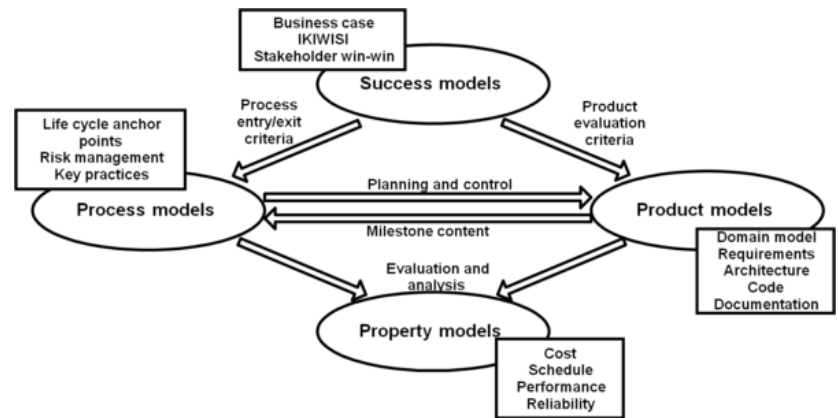 Business case
IKIWISI
Stakeholder win-win
Success models
Process
entry/exit
criteria
Product
evaluation
criteria
Life cycle anchor
points
Risk management
Key practices
Process models
Planning and control
Milestone content
Product models
Domain model
Requirements
Architecture
Code
Documentation
Evaluation and
analysis
Property models
Cost
Schedule
Performance
Reliability